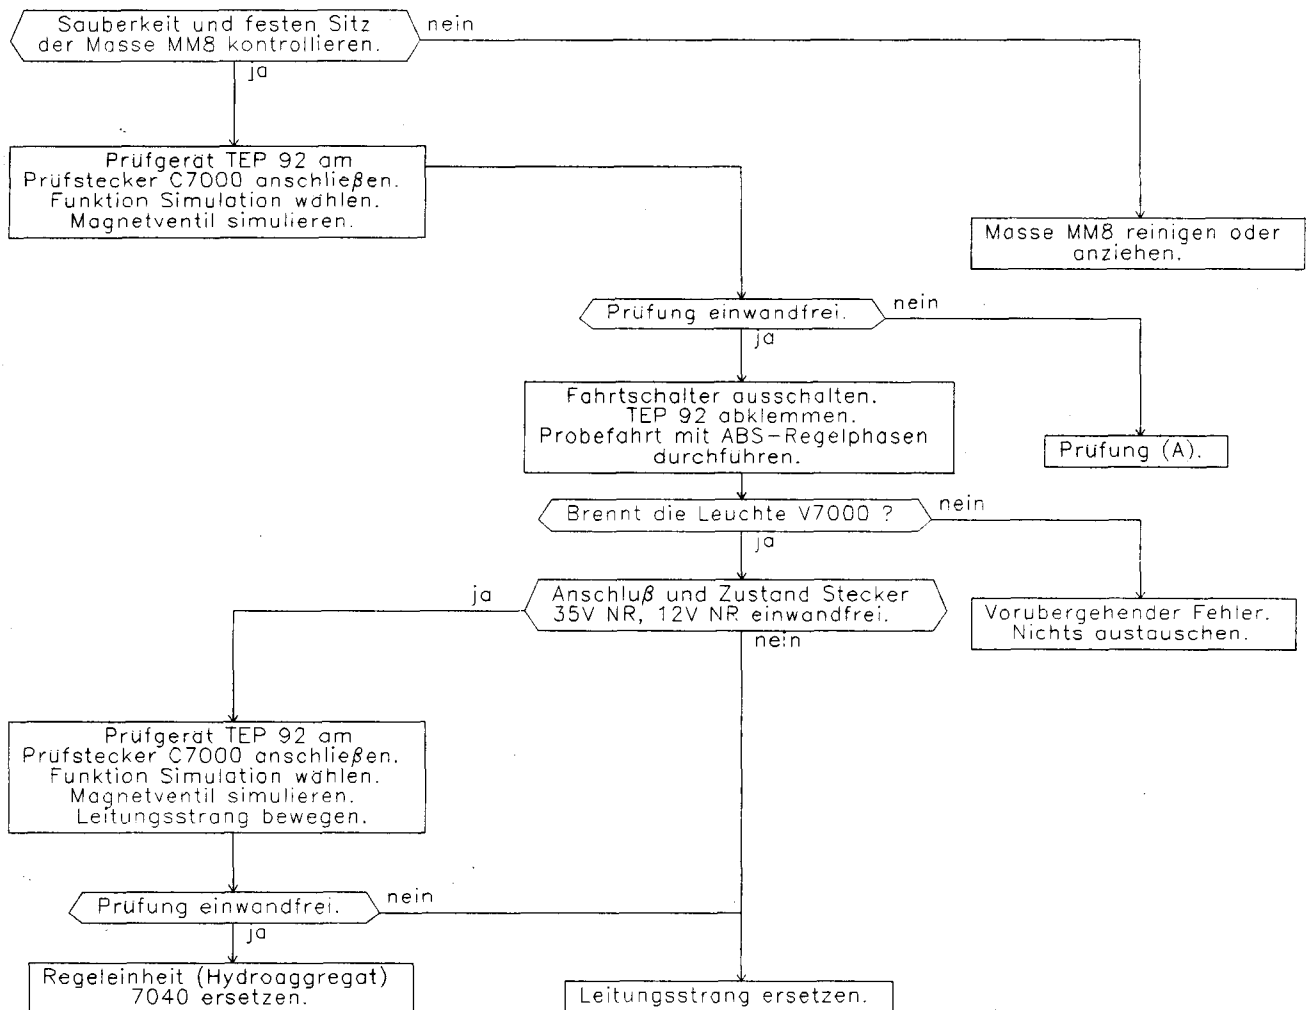 Sauberkeit und festen Sitz
der Masse MM8 kontrollieren.
nein
ja
Prüfgerät TEP 92 am
Prüfstecker C7000 anschließen.
Funktion Simulation wählen.
Magnetventil simulieren.
Masse MM8 reinigen oder
anziehen.
Prüfung einwandfrei.
nein
ja
Fahrtschalter ausschalten.
TEP 92 abklemmen.
Probefahrt mit ABS-Regelphasen
durchführen.
Prüfung (A).
Brennt die Leuchte V7000 ?
nein
ja
Anschluß und Zustand Stecker
35V NR, 12V NR einwandfrei.
ja
nein
Vorubergehender Fehler.
Nichts austauschen.
Prüfgerät TEP 92 am
Prüfstecker C7000 anschließen.
Funktion Simulation wählen.
Magnetventil simulieren.
Leitungsstrang bewegen.
Prüfung einwandfrei.
nein
ja
Regeleinheit (Hydroaggregat)
7040 ersetzen.
Leitungsstrang ersetzen.